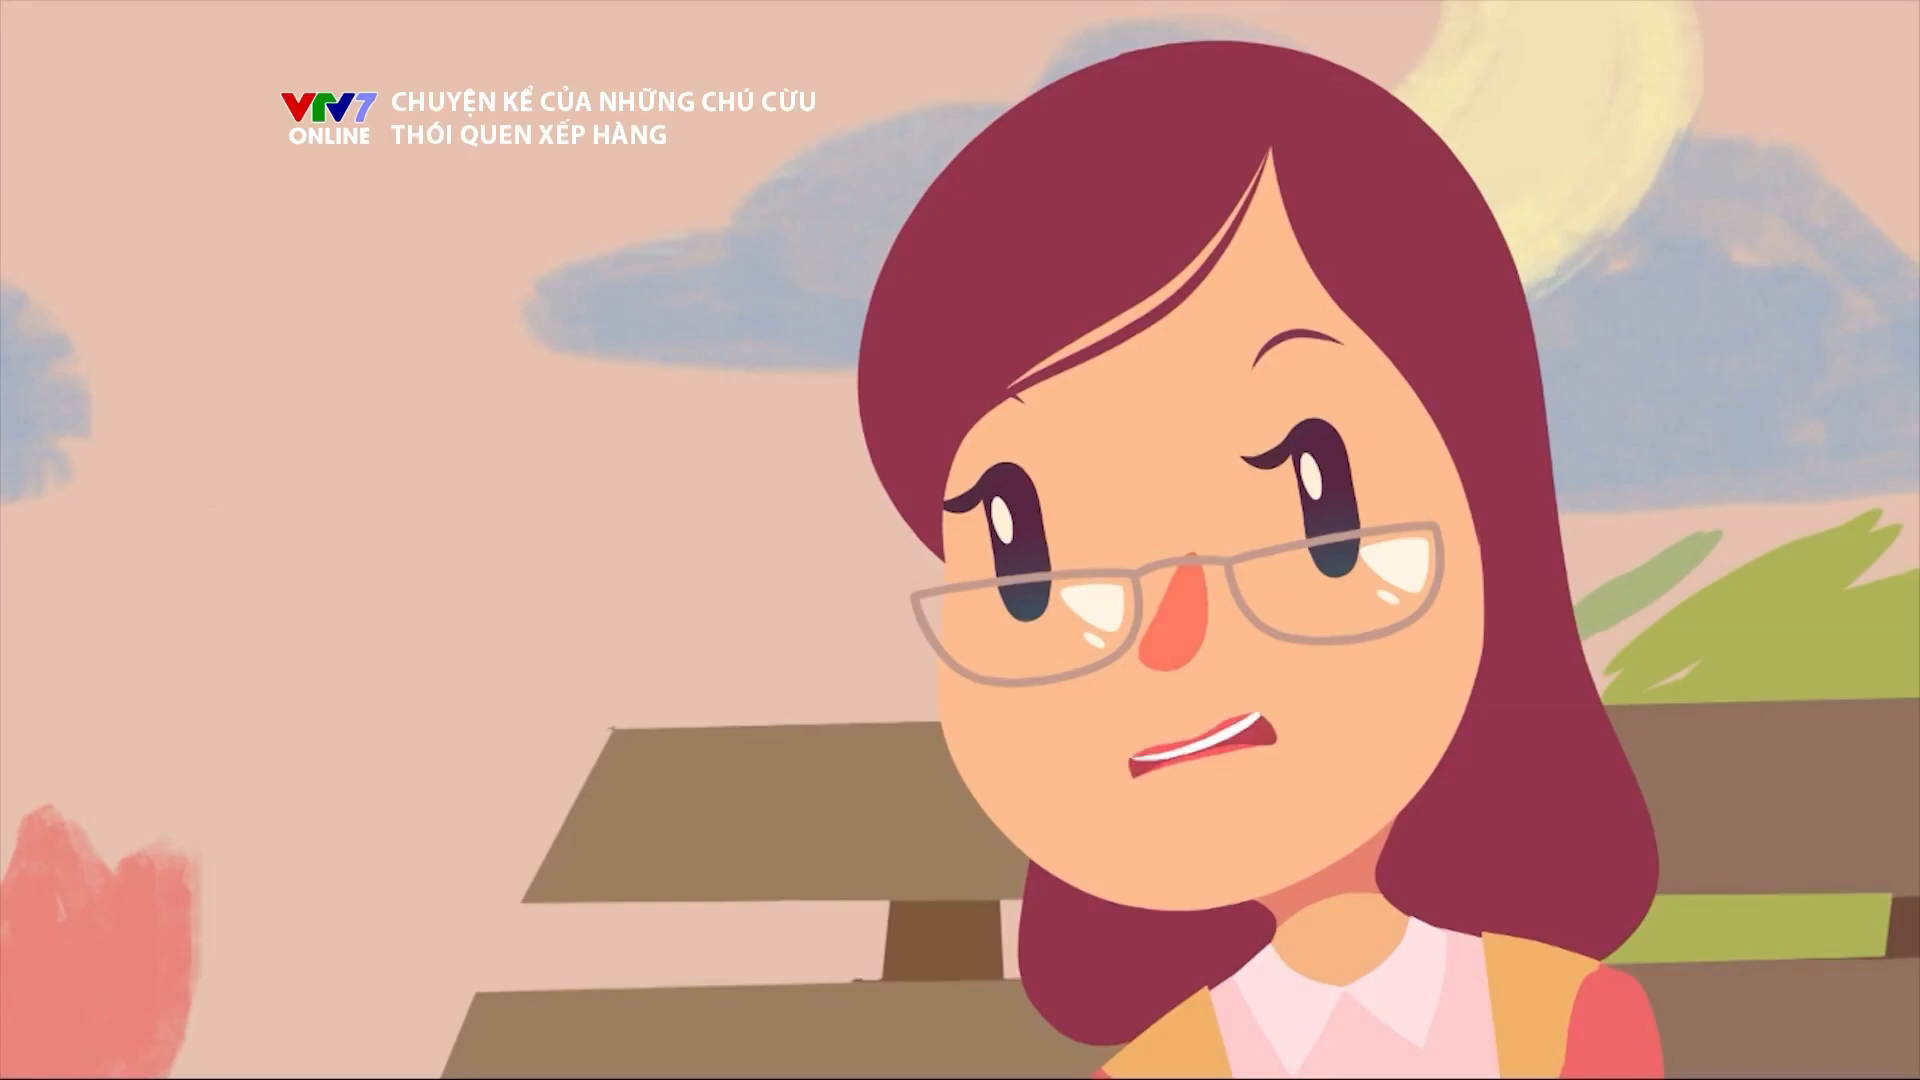 VTV7 CHUYỆN KỂ CỦA NHỮNG CHÚ CỪU
ONLINE THÓI QUEN XẾP HÀNG